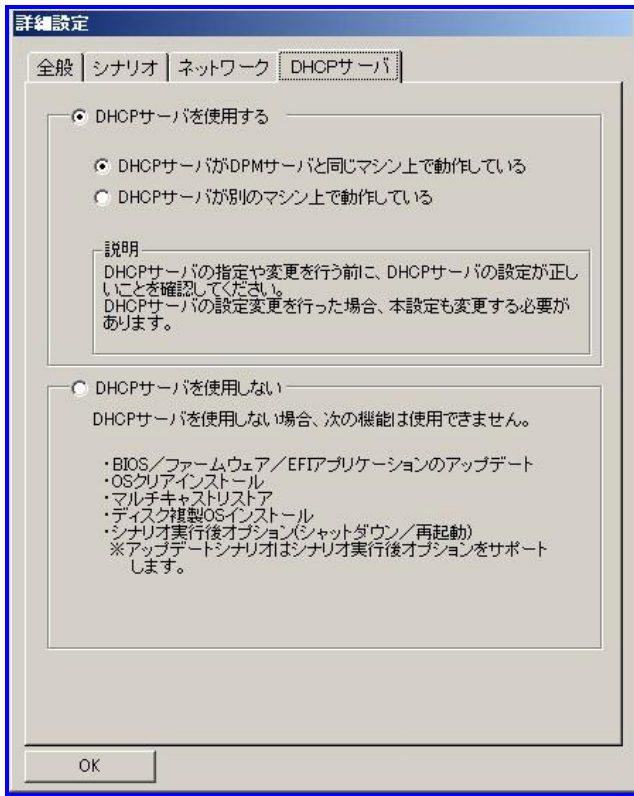 詳細設定
全般 シナリオ ネットワーク DHCPサーバ
DHCPサーバを使用する
DHCPサーバがDPMサーバと同じマシン上で動作している
DHCPサーバが別のマシン上で動作している
説明
DHCPサーバの指定や変更を行う前に、DHCPサーバの設定が正し
いことを確認してください。
DHCPサーバの設定変更を行った場合、本設定も変更する必要が
あります。
DHCPサーバを使用しない
DHCPサーバを使用しない場合、次の機能は使用できません。
・BIOS／ファームウェア／EFIアプリケーションのアップデート
・OSクリアインストール
・マルチキャストリストア
・ディスク複製OSインストール
・シナリオ実行後オプション(シャットダウン／再起動)
※アップデートシナリオはシナリオ実行後オプションをサポート
します。
OK